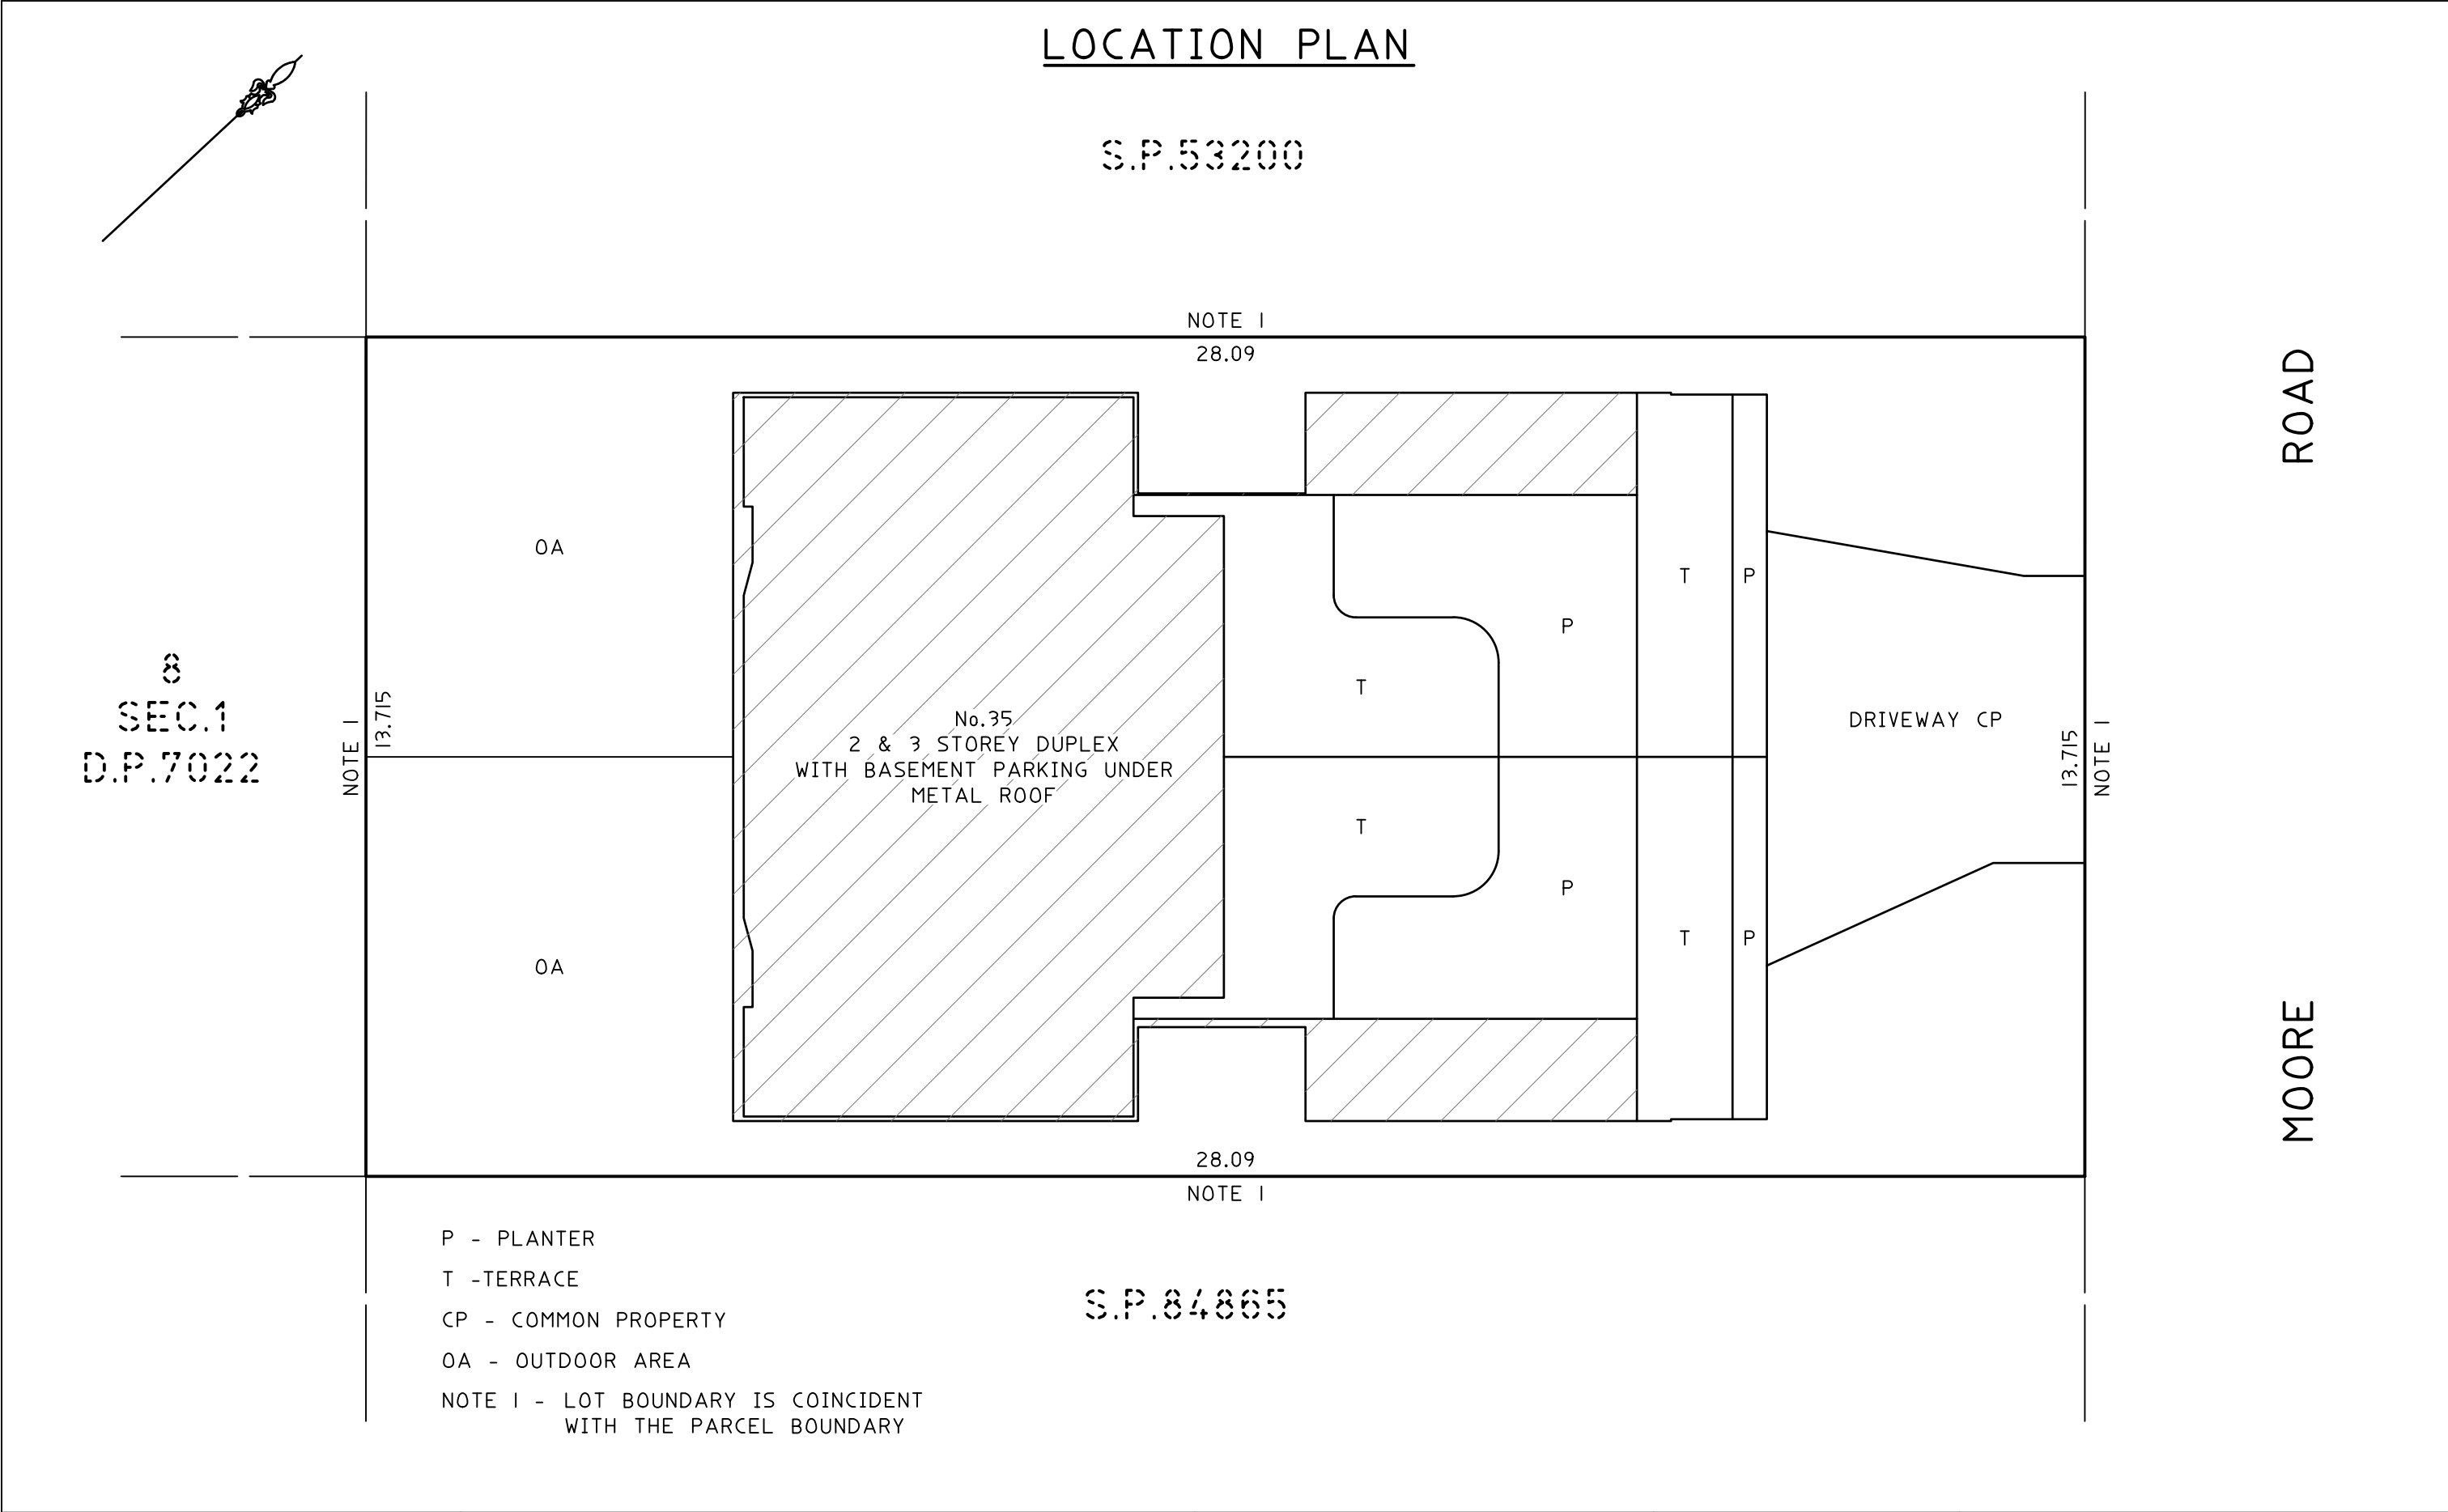 LOCATION PLAN
S.P.53200
NOTE 1
28.09
ROAD
OA
T
P
P
8
SEC.1
D.P.7022
NOTE 1
13.715
T
No.35
2 & 3 STOREY DUPLEX
WITH BASEMENT PARKING UNDER
METAL ROOF
DRIVEWAY CP
13.715
NOTE 1
T
P
T
P
OA
MOORE
28.09
NOTE 1
P - PLANTER
T -TERRACE
CP - COMMON PROPERTY
OA - OUTDOOR AREA
NOTE 1 - LOT BOUNDARY IS COINCIDENT
WITH THE PARCEL BOUNDARY
S.P.84865